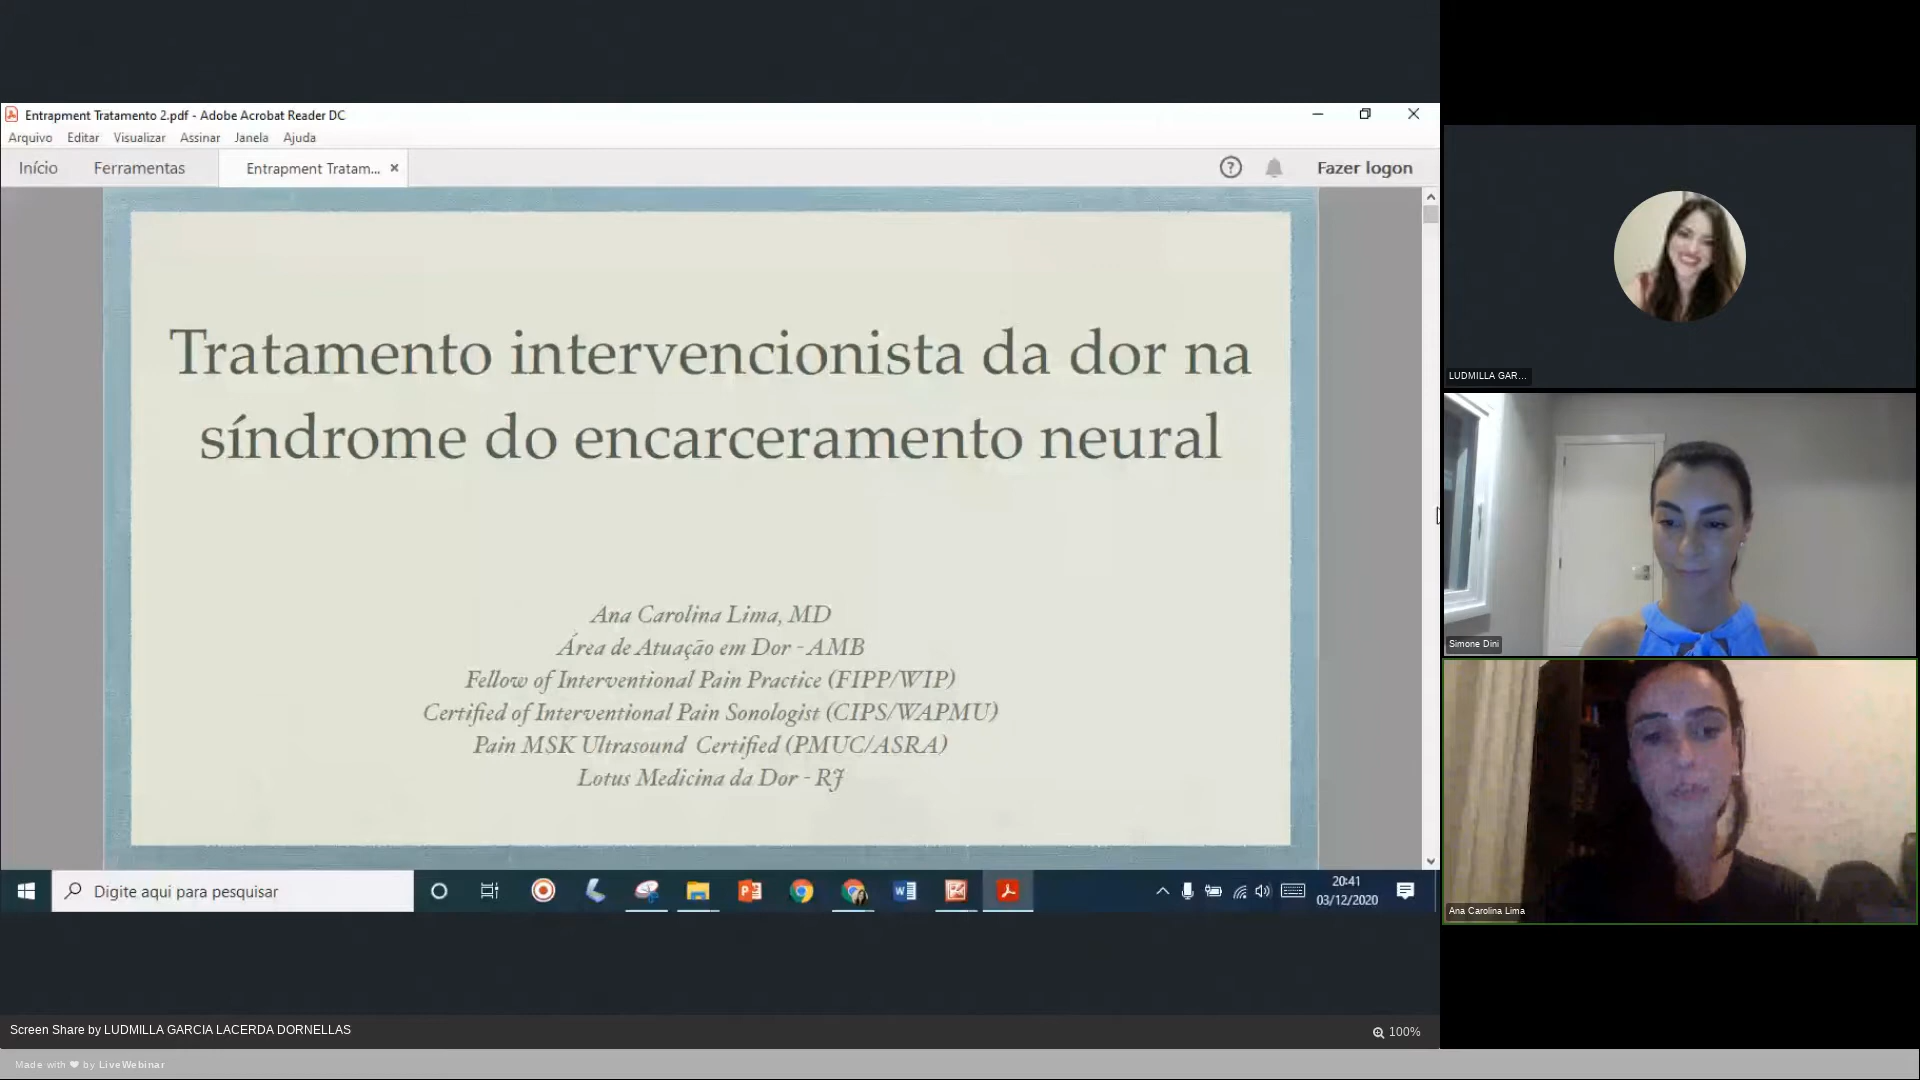 Entrapment Tratamento 2.pdf - Adobe Acrobat Reader DC
Arquivo Editar Visualizar Assinar Janela Ajuda
Início Ferramentas Entrapment Tratam... Fazer logon
Tratamento intervencionista da dor na
síndrome do encarceramento neural
Ana Carolina Lima, MD
Área de Atuação em Dor - AMB
Fellow of Interventional Pain Practice (FIPP/WIP)
Certified of Interventional Pain Sonologist (CIPS/WAPMU)
Pain MSK Ultrasound Certified (PMUC/ASRA)
Lotus Medicina da Dor - RJ
Digite aqui para pesquisar
20:41
03/12/2020
LUDMILLA GAR...
Simone Dini
Ana Carolina Lima
Screen Share by LUDMILLA GARCIA LACERDA DORNELLAS
100%
Made with ❤ by LiveWebinar